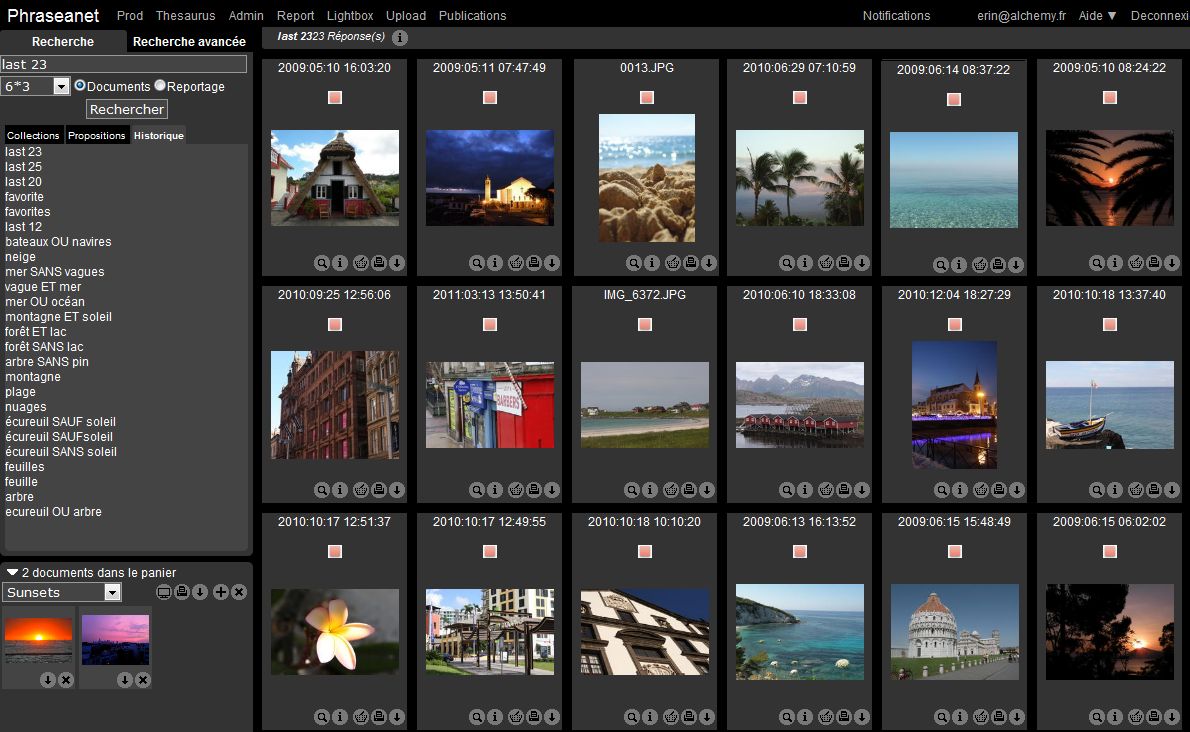 Phraseanet Prod Thesaurus Admin Report Lightbox Upload Publications Notifications erin@alchemy.fr Aide ▼ Deconnexi
Recherche Recherche avancée
last 23
6*3 Documents Reportage
Rechercher
Collections Propositions Historique
last 23
last 25
last 20
favorite
favorites
last 12
bateaux OU navires
neige
mer SANS vagues
vague ET mer
mer OU océan
montagne ET soleil
forêt ET lac
forêt SANS lac
arbre SANS pin
montagne
plage
nuages
écureuil SAUF soleil
écureuil SAUFsoleil
écureuil SANS soleil
feuilles
feuille
arbre
ecureuil OU arbre
2 documents dans le panier
Sunsets
last 2323 Réponse(s)
2009:05:10 16:03:20 2009:05:11 07:47:49 0013.JPG 2010:06:29 07:10:59 2009:06:14 08:37:22 2009:05:10 08:24:22
2010:09:25 12:56:06 2011:03:13 13:50:41 IMG_6372.JPG 2010:06:10 18:33:08 2010:12:04 18:27:29 2010:10:18 13:37:40
BARBERS
2010:10:17 12:51:37 2010:10:17 12:49:55 2010:10:18 10:10:20 2009:06:13 16:13:52 2009:06:15 15:48:49 2009:06:15 06:02:02